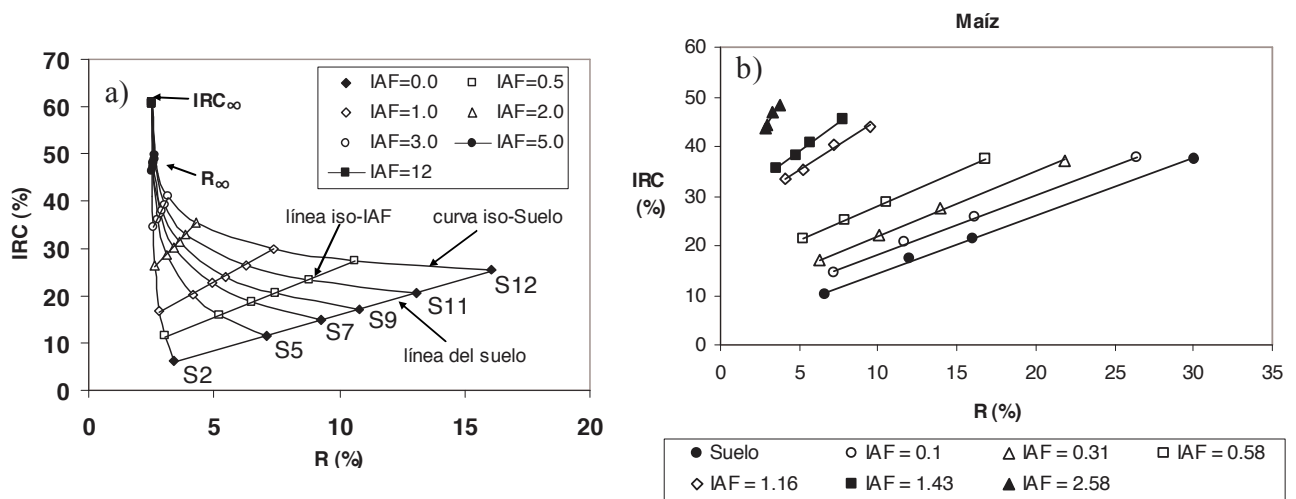 a)
70
60
50
40
30
20
10
0
IRC (%)
0 5 10 15 20
R (%)
IAF=0.0 IAF=0.5
IAF=1.0 IAF=2.0
IAF=3.0 IAF=5.0
IAF=12
IRC∞
R∞
línea iso-IAF
curva iso-Suelo
línea del suelo
S2
S5
S7
S9
S11
S12
Maíz
b)
60
50
40
30
20
10
0
IRC
(%)
0 5 10 15 20 25 30 35
R (%)
Suelo IAF = 0.1 IAF = 0.31 IAF = 0.58
IAF = 1.16 IAF = 1.43 IAF = 2.58